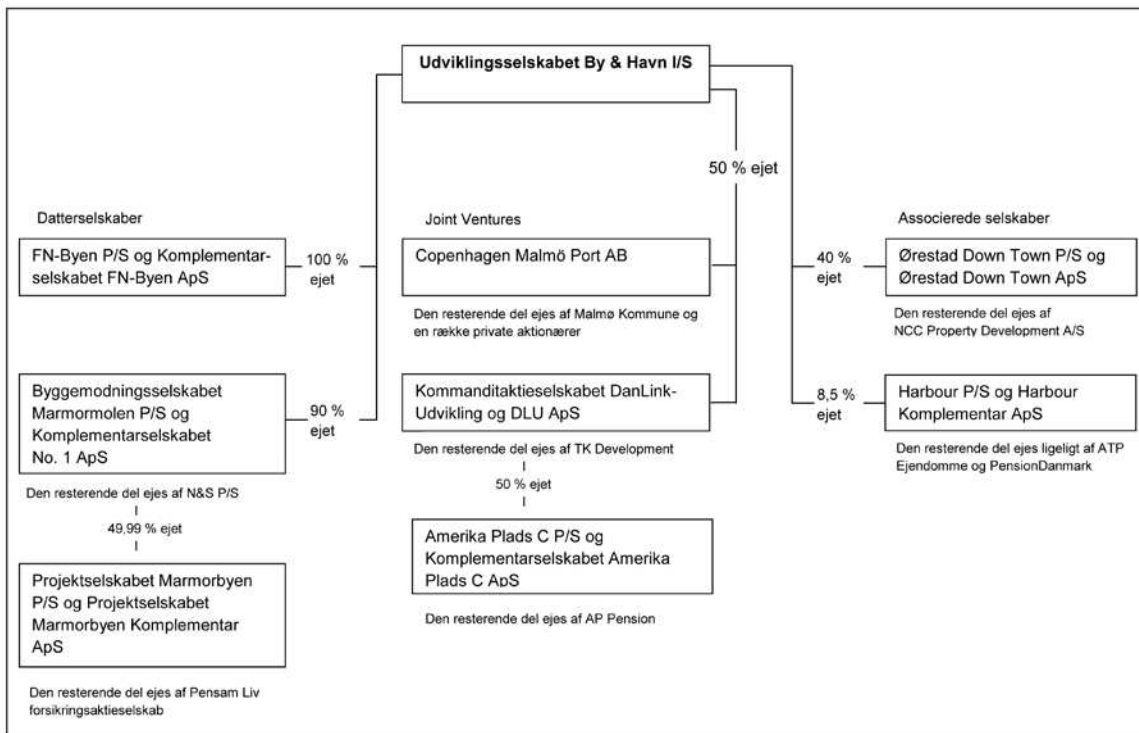 Udviklingsselskabet By & Havn I/S
50 % ejet
Datterselskaber
FN-Byen P/S og Komplementar-
selskabet FN-Byen ApS
100 %
ejet
Byggemodningsselskabet
Marmormolen P/S og
Komplementarselskabet
No. 1 ApS
90 %
ejet
Den resterende del ejes af N&S P/S
49,99 % ejet
Projektselskabet Marmorbyen
P/S og Projektselskabet
Marmorbyen Komplementar
ApS
Den resterende del ejes af Pensam Liv
forsikringsaktieselskab
Joint Ventures
Copenhagen Malmö Port AB
Den resterende del ejes af Malmø Kommune og
en række private aktionærer
Kommanditaktieselskabet DanLink-
Udvikling og DLU ApS
Den resterende del ejes af TK Development
50 % ejet
Amerika Plads C P/S og
Komplementarselskabet Amerika
Plads C ApS
Den resterende del ejes af AP Pension
Associerede selskaber
40 %
ejet
Ørestad Down Town P/S og
Ørestad Down Town ApS
Den resterende del ejes af
NCC Property Development A/S
8,5 %
ejet
Harbour P/S og Harbour
Komplementar ApS
Den resterende del ejes ligeligt af ATP
Ejendomme og PensionDanmark